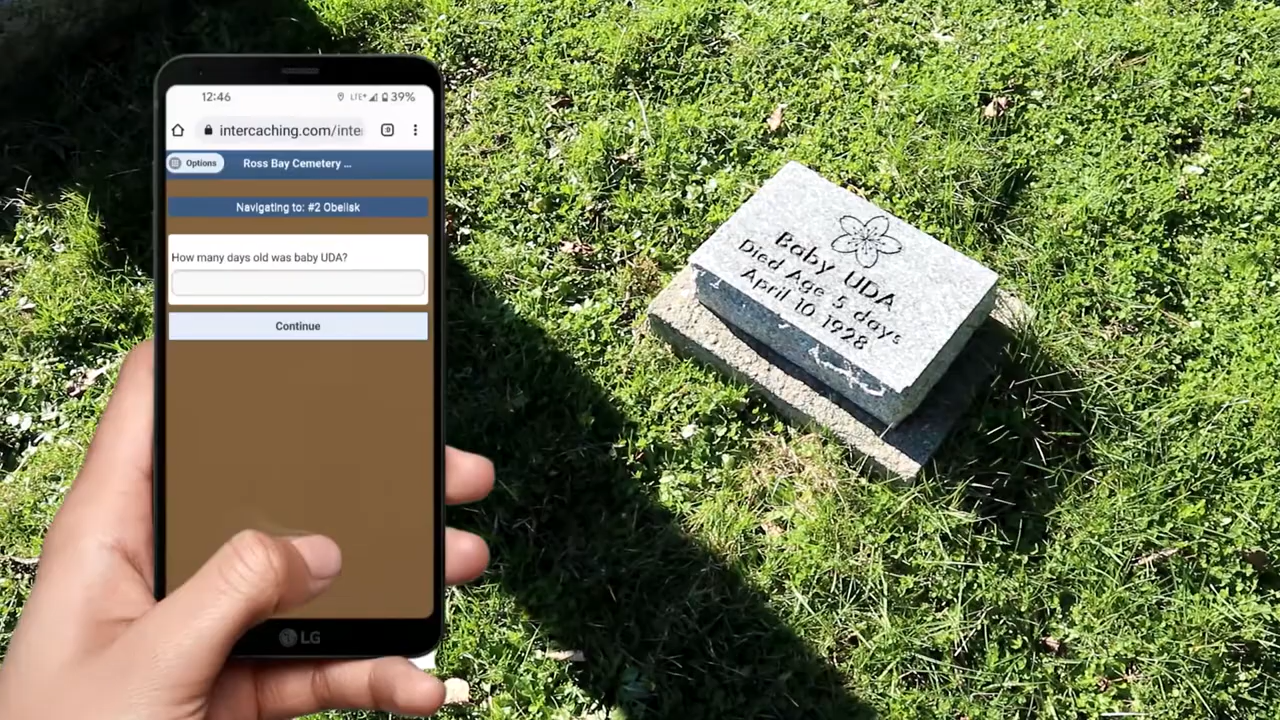 12:46 LTE+ 39%
intercaching.com/inte
Options Ross Bay Cemetery ...
Navigating to: #2 Obelisk
How many days old was baby UDA?
Continue
LG
Baby UDA
Died Age 5 days
April 10 1928